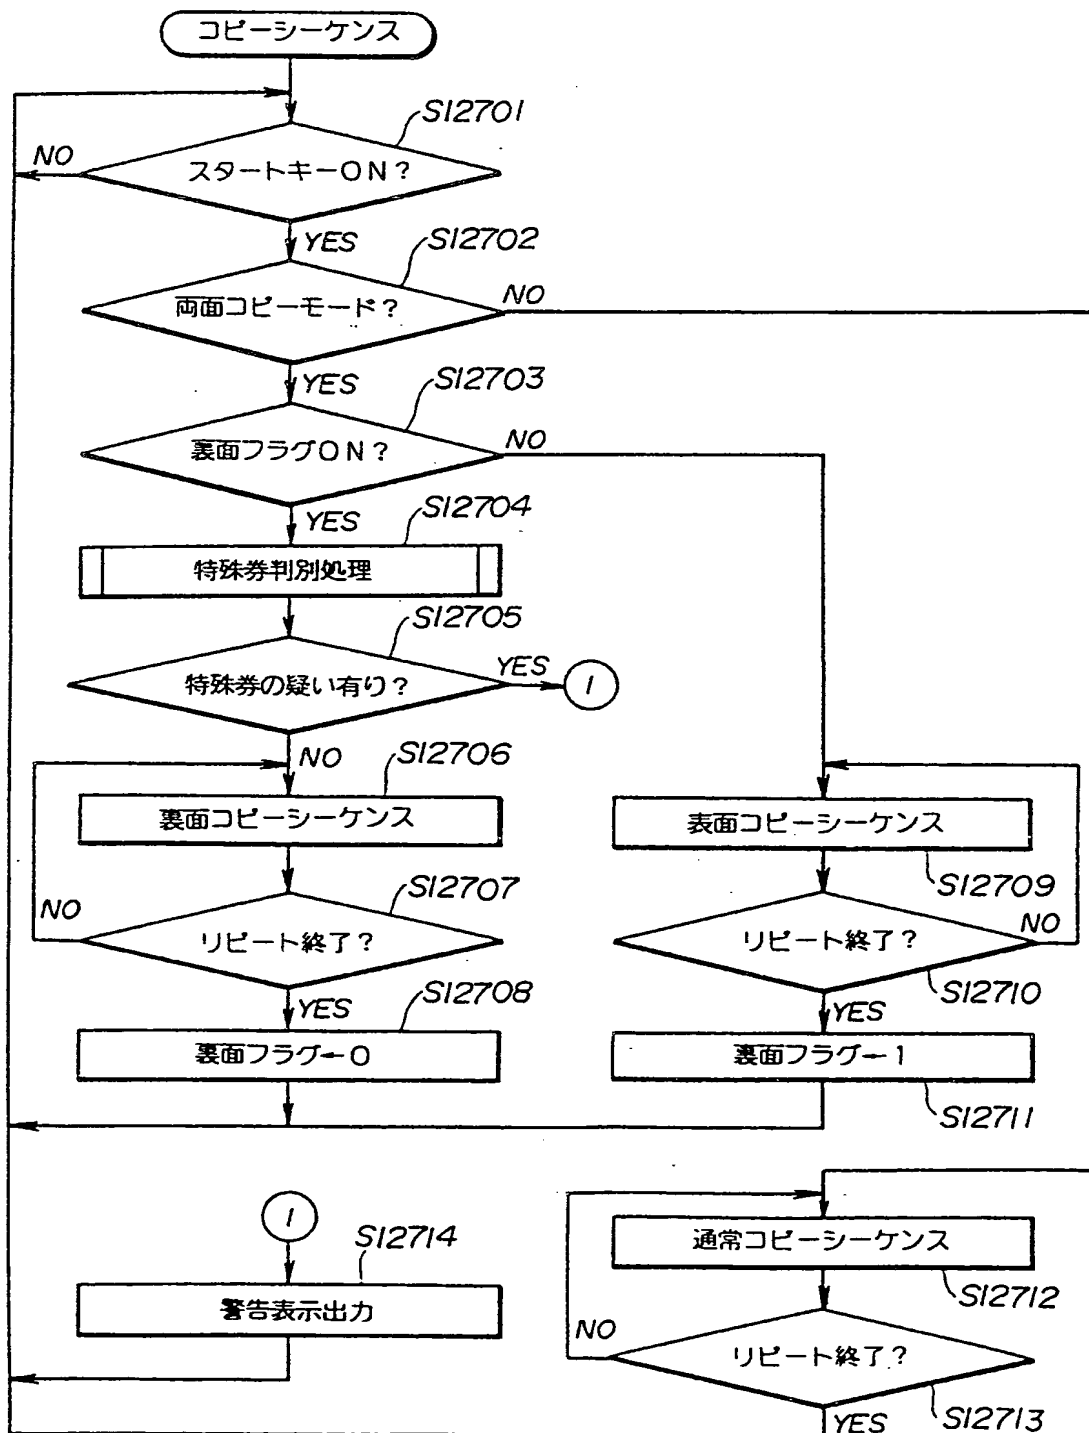 コピーシーケンス
S12701
NO
スタートキーON?
YES
S12702
両面コピーモード?
NO
YES
S12703
裏面フラグON?
NO
YES
S12704
特殊券判別処理
S12705
特殊券の疑い有り?
YES
1
NO
S12706
裏面コピーシーケンス
表面コピーシーケンス
S12707
S12709
NO
リピート終了?
リピート終了?
NO
YES
S12708
S12710
YES
裏面フラグ←0
裏面フラグ←1
S12711
1
S12714
通常コピーシーケンス
警告表示出力
S12712
NO
リピート終了?
YES
S12713